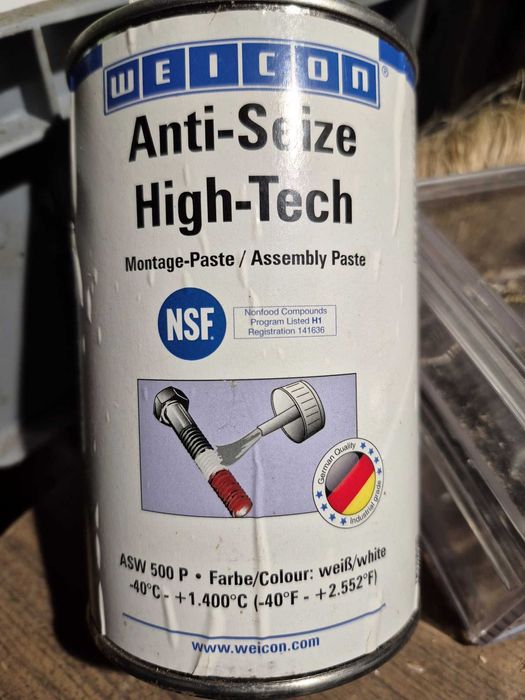 WEICON®
Anti-Seize
High-Tech
Montage-Paste / Assembly Paste
NSF®
Nonfood Compounds
Program Listed H1
Registration 141636
German Quality
Industrial grade
ASW 500 P • Farbe/Colour: weiß/white
-40°C - +1.400°C (-40°F - +2.552°F)
www.weicon.com